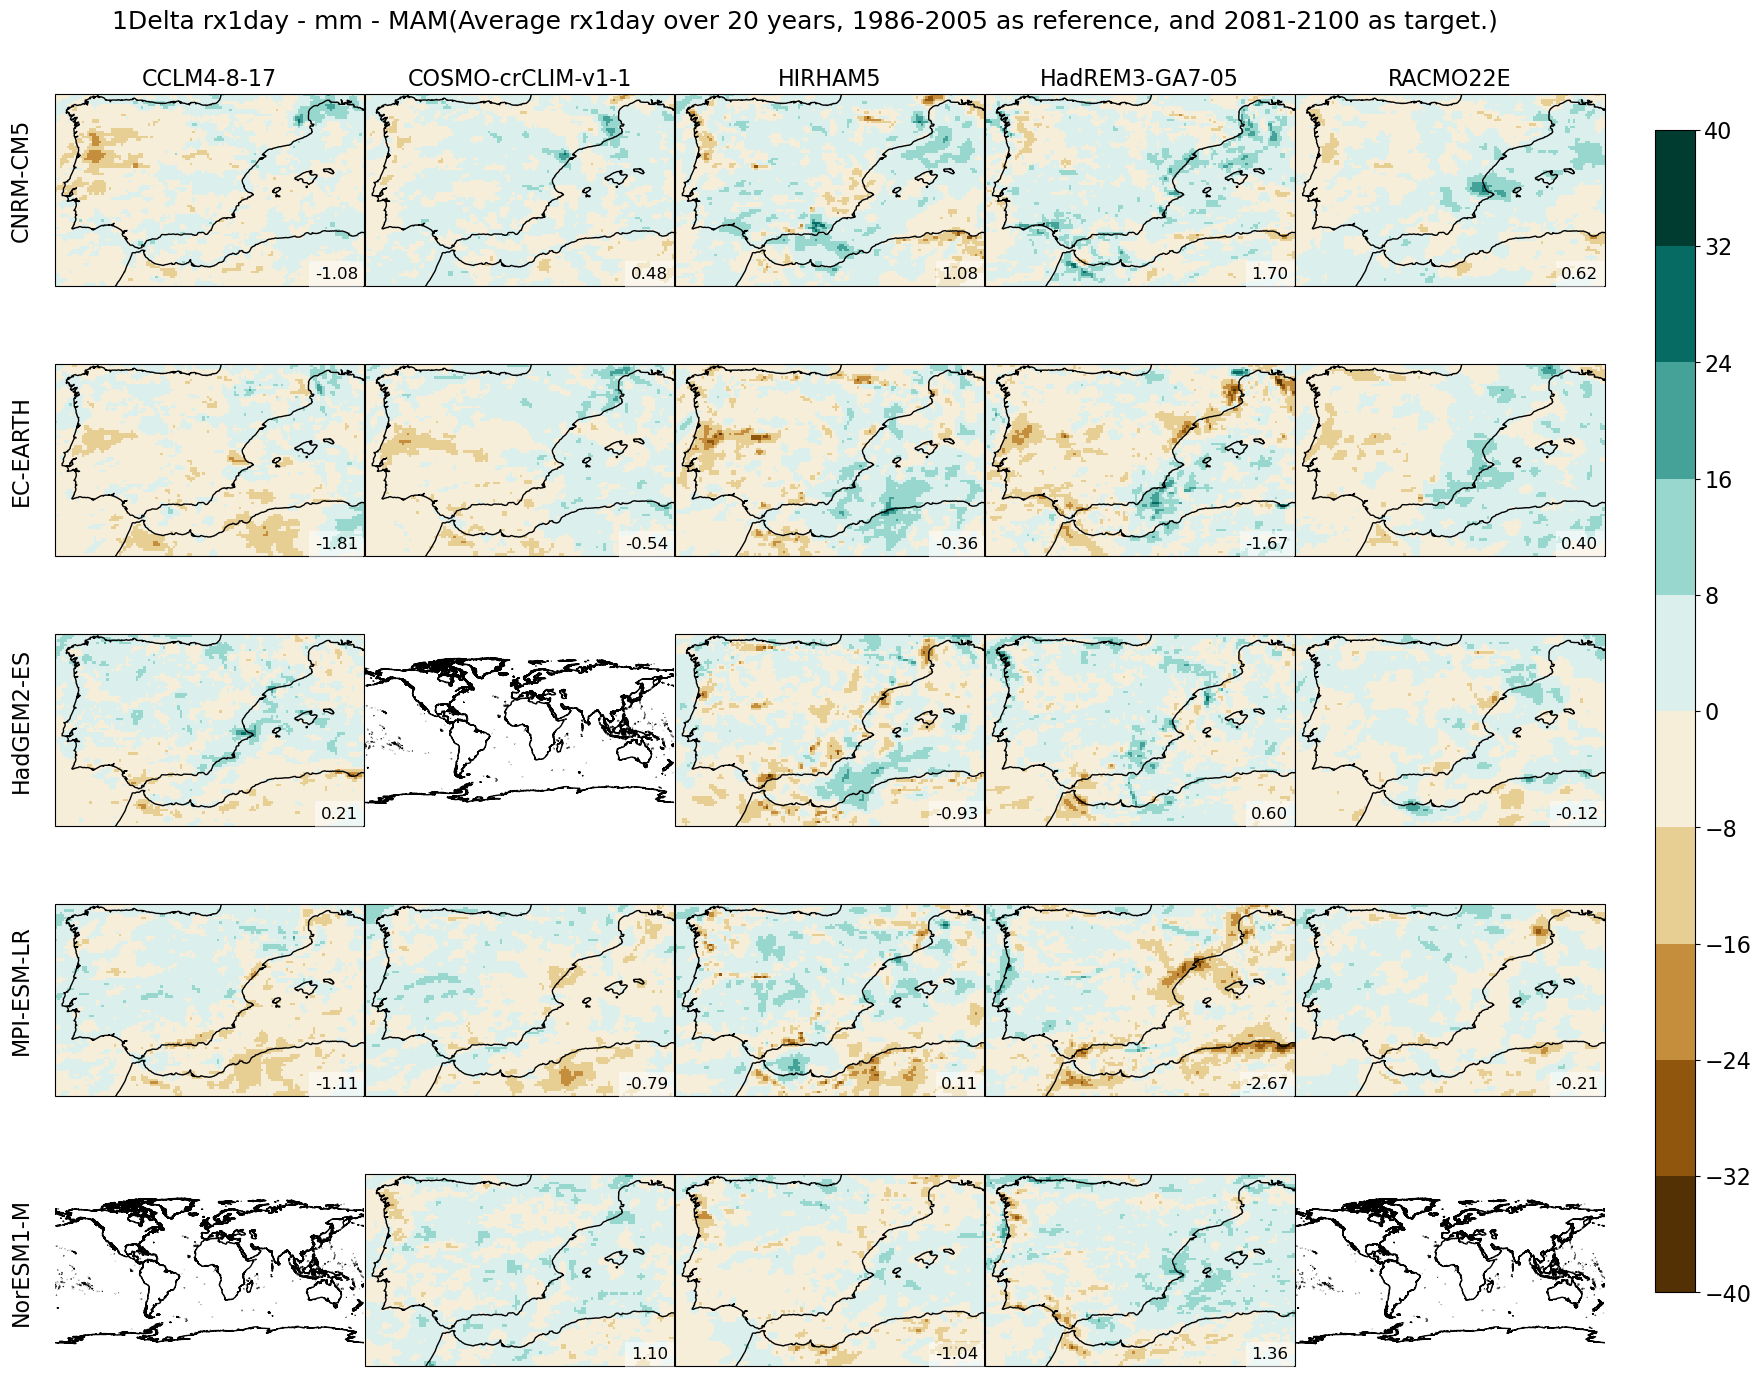 1Delta rx1day - mm - MAM(Average rx1day over 20 years, 1986-2005 as reference, and 2081-2100 as target.)
CCLM4-8-17 COSMO-crCLIM-v1-1 HIRHAM5 HadREM3-GA7-05 RACMO22E
CNRM-CM5
-1.08 0.48 1.08 1.70 0.62
EC-EARTH
-1.81 -0.54 -0.36 -1.67 0.40
HadGEM2-ES
0.21 -0.93 0.60 -0.12
MPI-ESM-LR
-1.11 -0.79 0.11 -2.67 -0.21
NorESM1-M
1.10 -1.04 1.36
40
32
24
16
8
0
−8
−16
−24
−32
−40